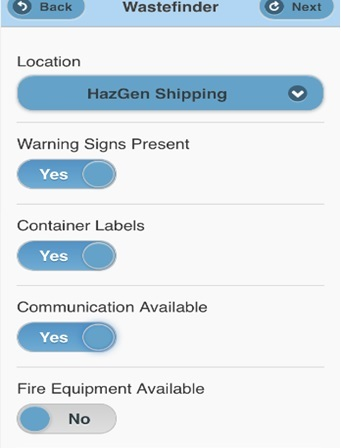 Back Wastefinder Next
Location
HazGen Shipping
Warning Signs Present
Yes
Container Labels
Yes
Communication Available
Yes
Fire Equipment Available
No